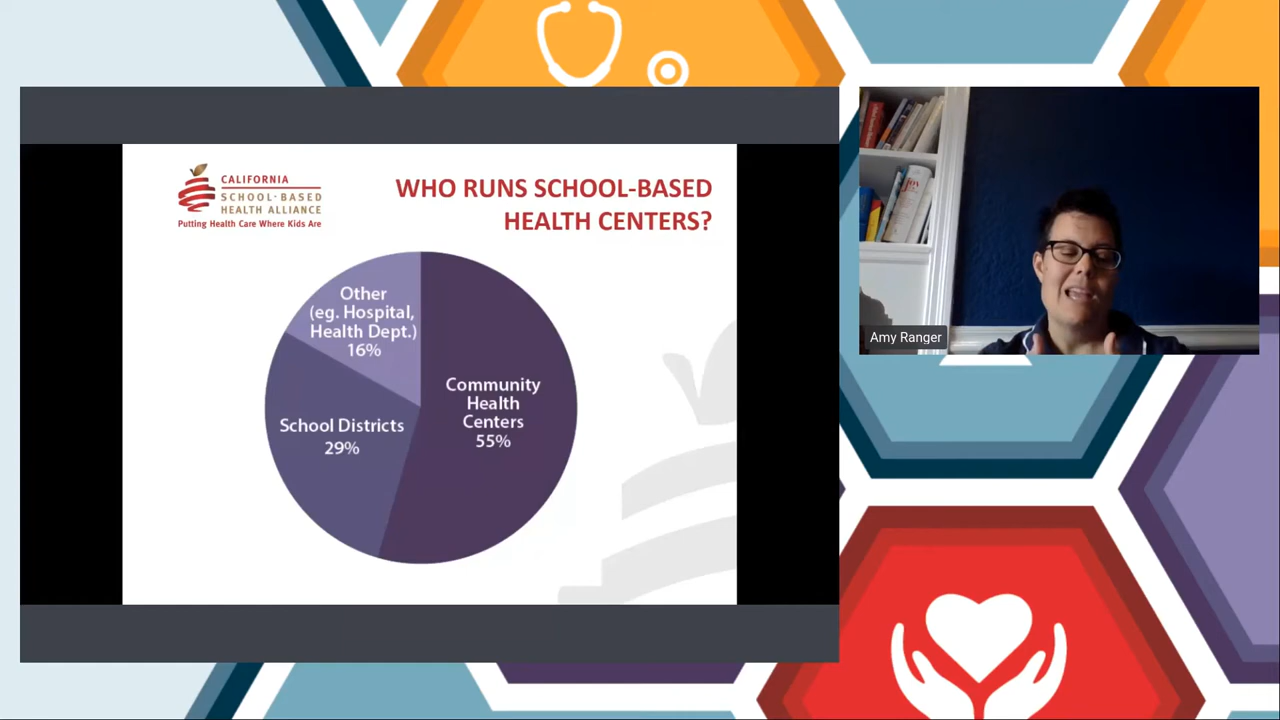 CALIFORNIA
SCHOOL·BASED
HEALTH ALLIANCE
Putting Health Care Where Kids Are
WHO RUNS SCHOOL-BASED
HEALTH CENTERS?
Other
(eg. Hospital,
Health Dept.)
16%
Community
Health
Centers
55%
School Districts
29%
joy
Amy Ranger